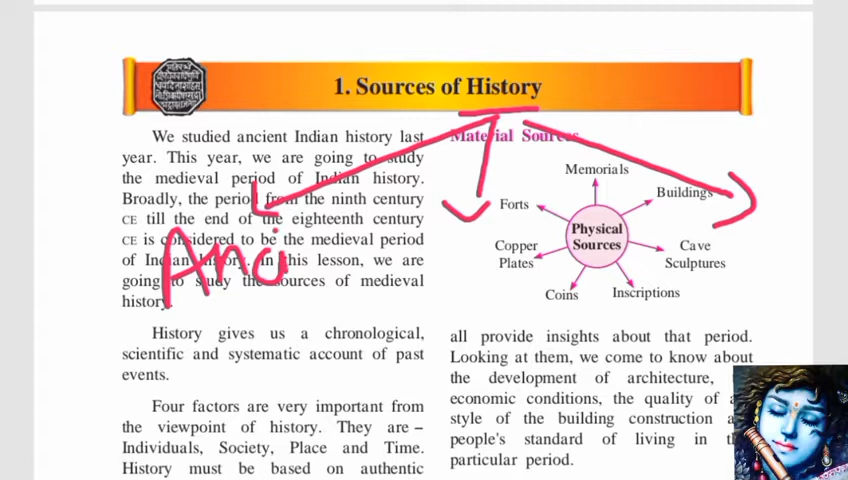 1. Sources of History
We studied ancient Indian history last
year. This year, we are going to study
the medieval period of Indian history.
Broadly, the period from the ninth century
CE till the end of the eighteenth century
CE is considered to be the medieval period
of Indian history. In this lesson, we are
going to study the sources of medieval
history.
Anci
History gives us a chronological,
scientific and systematic account of past
events.
Four factors are very important from
the viewpoint of history. They are –
Individuals, Society, Place and Time.
History must be based on authentic
Material Sources
Memorials
Buildings
Forts
Physical
Sources
Copper
Plates
Cave
Sculptures
Coins
Inscriptions
all provide insights about that period.
Looking at them, we come to know about
the development of architecture,
economic conditions, the quality of
style of the building construction
people's standard of living in
particular period.